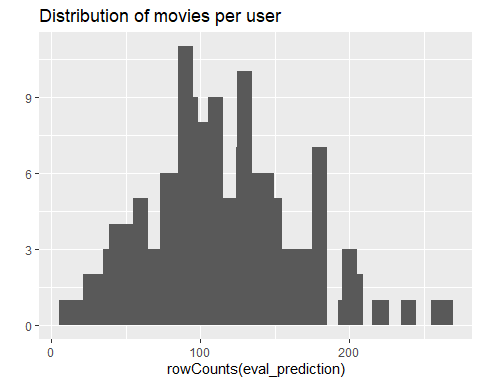 Distribution of movies per user
9
6
3
0
0 100 200
rowCounts(eval_prediction)